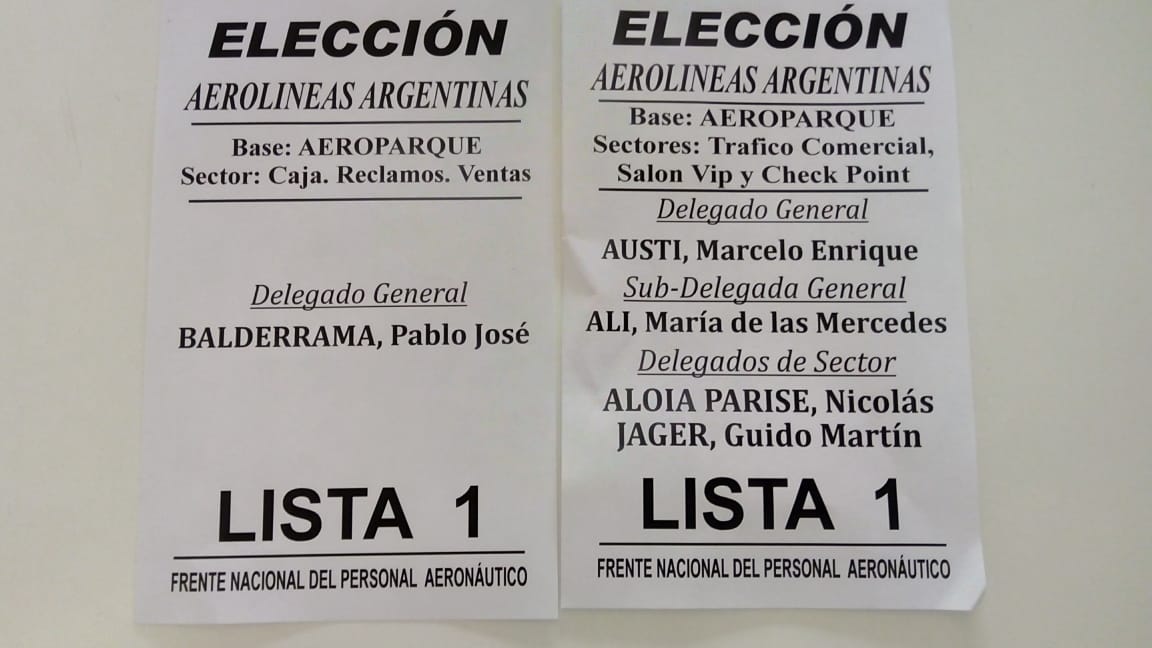 ELECCIÓN
AEROLINEAS ARGENTINAS
Base: AEROPARQUE
Sector: Caja. Reclamos. Ventas
Delegado General
BALDERRAMA, Pablo José
LISTA 1
FRENTE NACIONAL DEL PERSONAL AERONÁUTICO
ELECCIÓN
AEROLINEAS ARGENTINAS
Base: AEROPARQUE
Sectores: Trafico Comercial,
Salon Vip y Check Point
Delegado General
AUSTI, Marcelo Enrique
Sub-Delegada General
ALI, María de las Mercedes
Delegados de Sector
ALOIA PARISE, Nicolás
JAGER, Guido Martín
LISTA 1
FRENTE NACIONAL DEL PERSONAL AERONÁUTICO